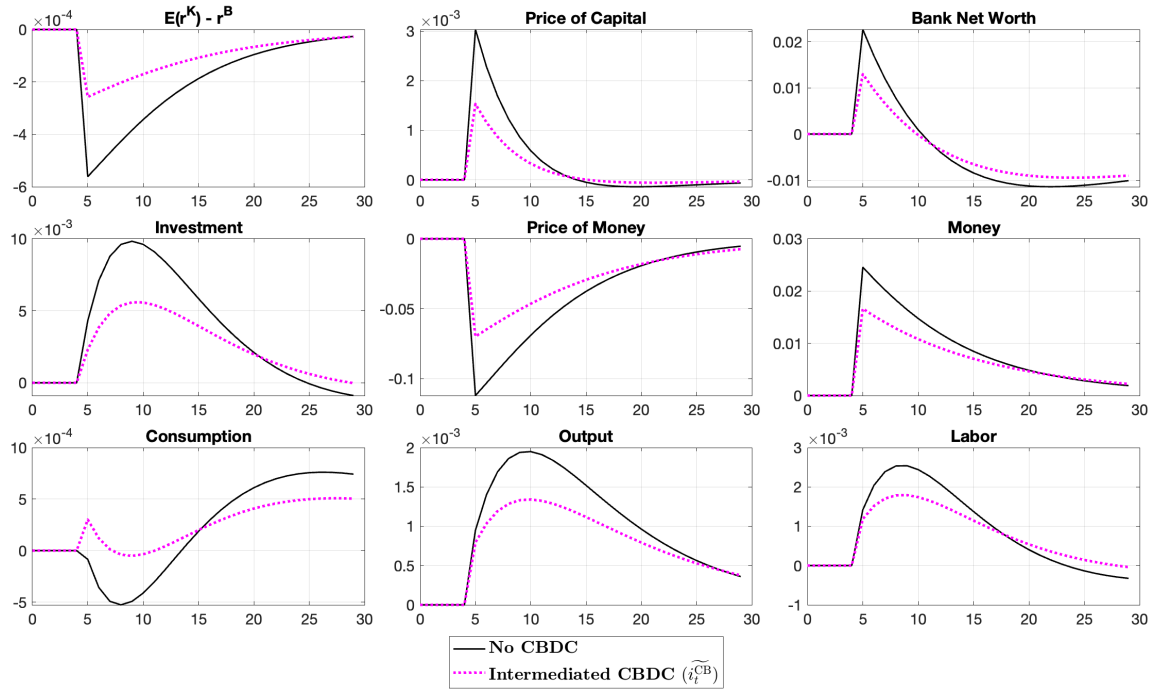 E(r^K) - r^B
Price of Capital
Bank Net Worth
×10^-4
0
-2
-4
-6
0 5 10 15 20 25 30
×10^-3
3
2
1
0
0 5 10 15 20 25 30
0.02
0.01
0
-0.01
0 5 10 15 20 25 30
Investment
Price of Money
Money
10 ×10^-3
5
0
0 5 10 15 20 25 30
0
-0.05
-0.1
0 5 10 15 20 25 30
0.03
0.02
0.01
0
0 5 10 15 20 25 30
Consumption
Output
Labor
10 ×10^-4
5
0
-5
0 5 10 15 20 25 30
2 ×10^-3
1.5
1
0.5
0
0 5 10 15 20 25 30
3 ×10^-3
2
1
0
-1
0 5 10 15 20 25 30
No CBDC
Intermediated CBDC (\widetilde{i_t^{CB}})